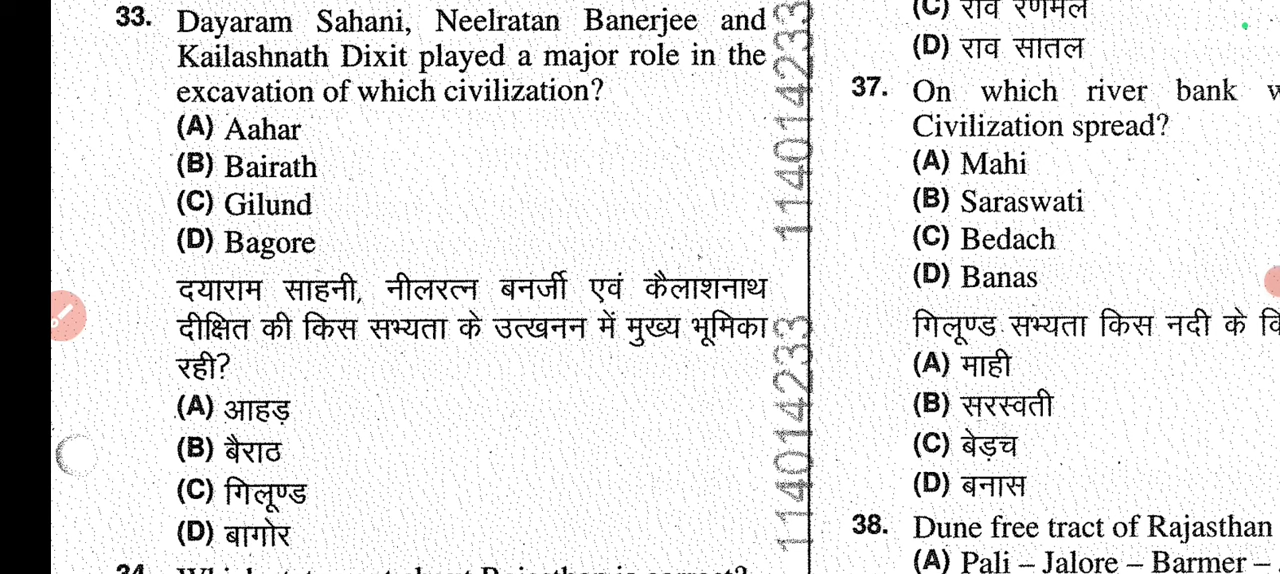 33. Dayaram Sahani, Neelratan Banerjee and
Kailashnath Dixit played a major role in the
excavation of which civilization?
(A) Aahar
(B) Bairath
(C) Gilund
(D) Bagore
दयाराम साहनी, नीलरत्न बनर्जी एवं कैलाशनाथ
दीक्षित की किस सभ्यता के उत्खनन में मुख्य भूमिका
रही?
(A) आहड़
(B) बैराठ
(C) गिलूण्ड
(D) बागोर
114014233
114014233
(C) राव रणमल
(D) राव सातल
37. On which river bank
Civilization spread?
(A) Mahi
(B) Saraswati
(C) Bedach
(D) Banas
गिलूण्ड सभ्यता किस नदी के
(A) माही
(B) सरस्वती
(C) बेड़च
(D) बनास
38. Dune free tract of Rajasthan
(A) Pali – Jalore – Barmer –